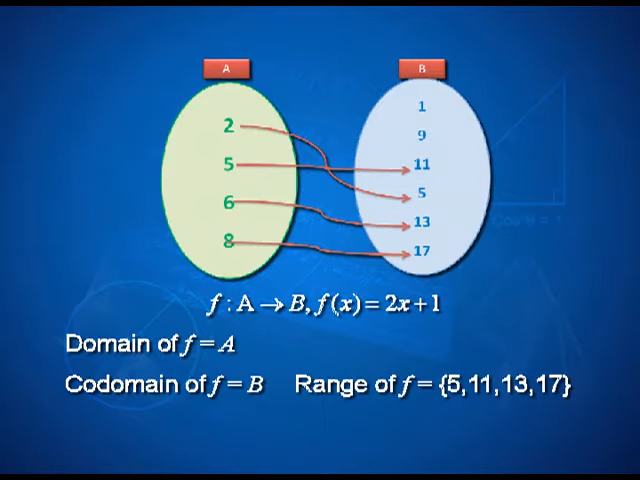 A B
1
2
9
5
11
5
6
13
8
17
f : A → B, f(x) = 2x + 1
Domain of f = A
Codomain of f = B Range of f = {5,11,13,17}